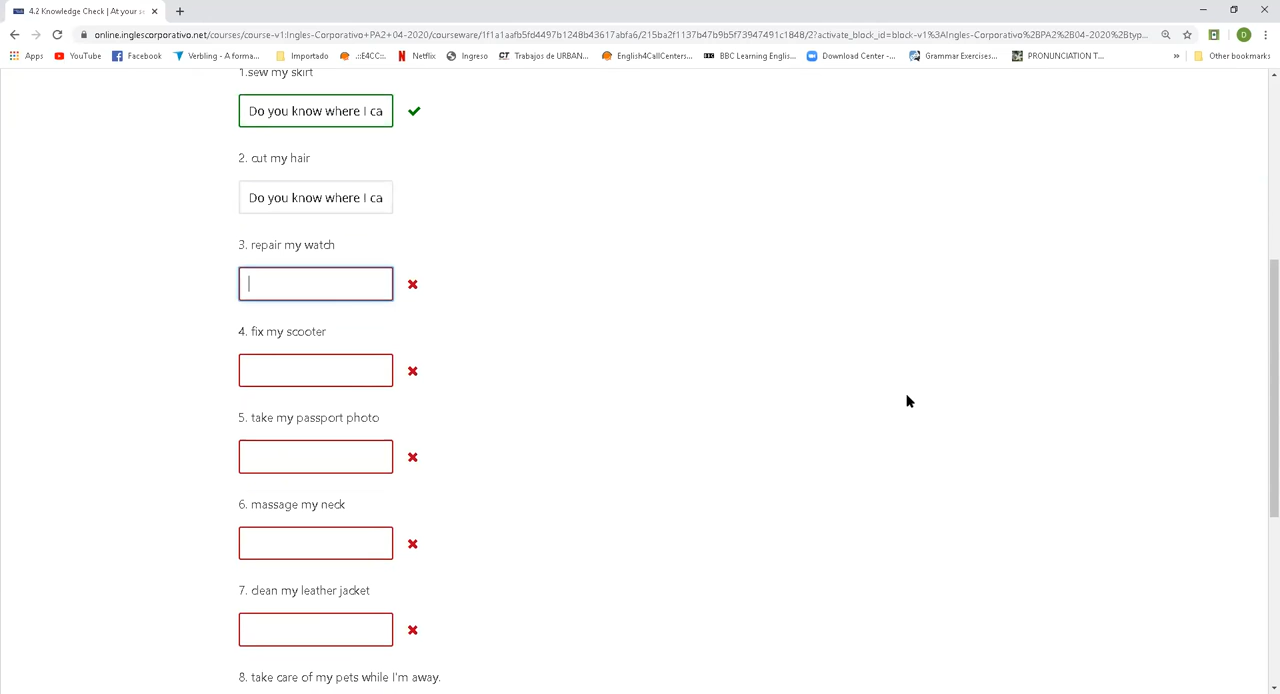 4.2 Knowledge Check | At your s
online.inglescorporativo.net/courses/course-v1:Ingles-Corporativo+PA2+04-2020/courseware/1f1a1aafb5fd4497b1248b43617abfa6/215ba2f1137b47b9b5f73947491c1848/2?activate_block_id=block-v1%3AIngles-Corporativo%2BPA2%2B04-2020%2Btyp...
Apps YouTube Facebook Verbling - A forma... Importado .::E4CC::. Netflix Ingreso CT Trabajos de URBAN... English4CallCenters... BBC Learning Englis... Download Center -... Grammar Exercises... PRONUNCIATION T... » Other bookmarks
1.sew my skirt
Do you know where I ca
2. cut my hair
Do you know where I ca
3. repair my watch
4. fix my scooter
5. take my passport photo
6. massage my neck
7. clean my leather jacket
8. take care of my pets while I'm away.